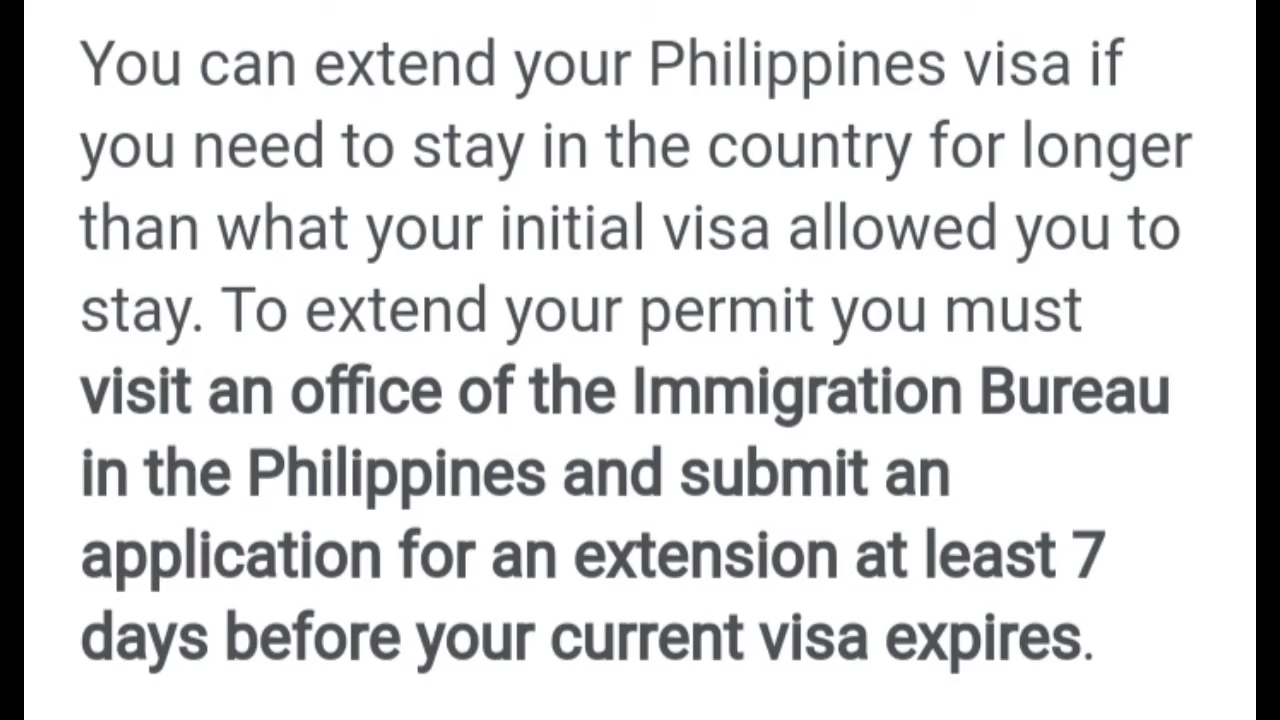 You can extend your Philippines visa if
you need to stay in the country for longer
than what your initial visa allowed you to
stay. To extend your permit you must
visit an office of the Immigration Bureau
in the Philippines and submit an
application for an extension at least 7
days before your current visa expires.